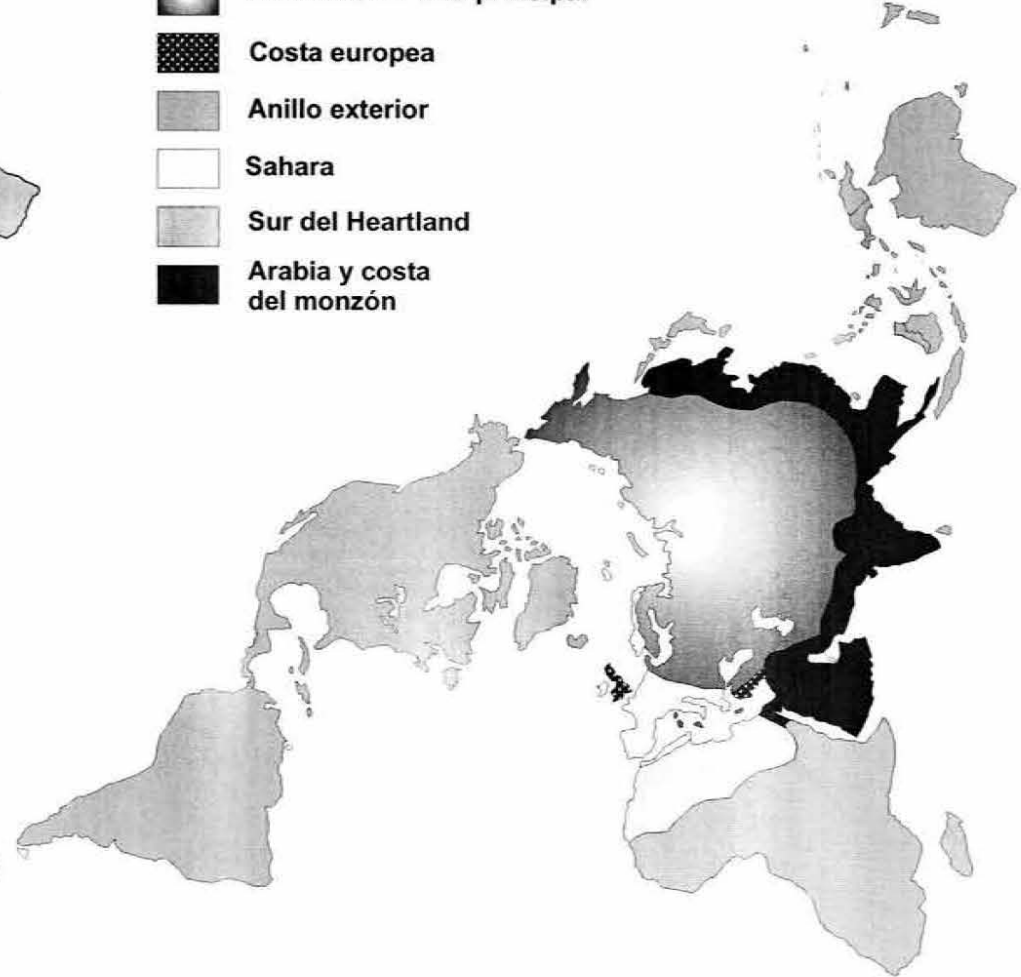 Costa europea
Anillo exterior
Sahara
Sur del Heartland
Arabia y costa
del monzón